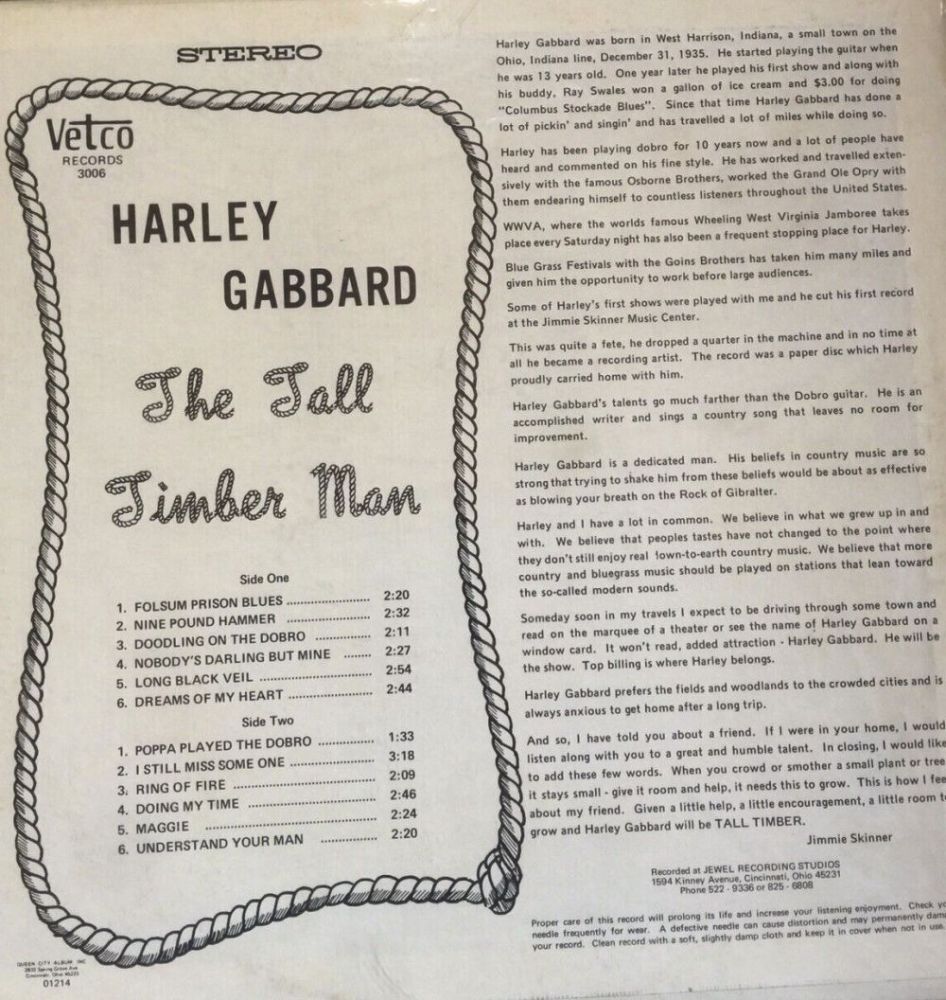 STEREO
Vetco
RECORDS
3006
HARLEY
GABBARD
The Tall
Timber Man
Side One
1. FOLSUM PRISON BLUES ........................ 2:20
2. NINE POUND HAMMER ........................ 2:32
3. DOODLING ON THE DOBRO ................ 2:11
4. NOBODY'S DARLING BUT MINE ........ 2:27
5. LONG BLACK VEIL ................................ 2:54
6. DREAMS OF MY HEART ........................ 2:44
Side Two
1. POPPA PLAYED THE DOBRO ................ 1:33
2. I STILL MISS SOME ONE ........................ 3:18
3. RING OF FIRE ........................................ 2:09
4. DOING MY TIME .................................... 2:46
5. MAGGIE ................................................ 2:24
6. UNDERSTAND YOUR MAN ................ 2:20
QUEEN CITY ALBUM INC
2832 Spring Grove Ave
Cincinnati, Ohio 45225
01214
Harley Gabbard was born in West Harrison, Indiana, a small town on the
Ohio, Indiana line, December 31, 1935. He started playing the guitar when
he was 13 years old. One year later he played his first show and along with
his buddy, Ray Swales won a gallon of ice cream and $3.00 for doing
"Columbus Stockade Blues". Since that time Harley Gabbard has done a
lot of pickin' and singin' and has travelled a lot of miles while doing so.
Harley has been playing dobro for 10 years now and a lot of people have
heard and commented on his fine style. He has worked and travelled exten-
sively with the famous Osborne Brothers, worked the Grand Ole Opry with
them endearing himself to countless listeners throughout the United States.
WWVA, where the worlds famous Wheeling West Virginia Jamboree takes
place every Saturday night has also been a frequent stopping place for Harley.
Blue Grass Festivals with the Goins Brothers has taken him many miles and
given him the opportunity to work before large audiences.
Some of Harley's first shows were played with me and he cut his first record
at the Jimmie Skinner Music Center.
This was quite a fete, he dropped a quarter in the machine and in no time at
all he became a recording artist. The record was a paper disc which Harley
proudly carried home with him.
Harley Gabbard's talents go much farther than the Dobro guitar. He is an
accomplished writer and sings a country song that leaves no room for
improvement.
Harley Gabbard is a dedicated man. His beliefs in country music are so
strong that trying to shake him from these beliefs would be about as effective
as blowing your breath on the Rock of Gibralter.
Harley and I have a lot in common. We believe in what we grew up in and
with. We believe that peoples tastes have not changed to the point where
they don't still enjoy real down-to-earth country music. We believe that more
country and bluegrass music should be played on stations that lean toward
the so-called modern sounds.
Someday soon in my travels I expect to be driving through some town and
read on the marquee of a theater or see the name of Harley Gabbard on a
window card. It won't read, added attraction - Harley Gabbard. He will be
the show. Top billing is where Harley belongs.
Harley Gabbard prefers the fields and woodlands to the crowded cities and is
always anxious to get home after a long trip.
And so, I have told you about a friend. If I were in your home, I would
listen along with you to a great and humble talent. In closing, I would like
to add these few words. When you crowd or smother a small plant or tree
it stays small - give it room and help, it needs this to grow. This is how I fee
about my friend. Given a little help, a little encouragement, a little room t
grow and Harley Gabbard will be TALL TIMBER.
Jimmie Skinner
Recorded at JEWEL RECORDING STUDIOS
1594 Kinney Avenue, Cincinnati, Ohio 45231
Phone 522 - 9336 or 825 - 6808
Proper care of this record will prolong its life and increase your listening enjoyment. Check yo
needle frequently for wear. A defective needle can cause distortion and may permanently dam
your record. Clean record with a soft, slightly damp cloth and keep it in cover when not in use.